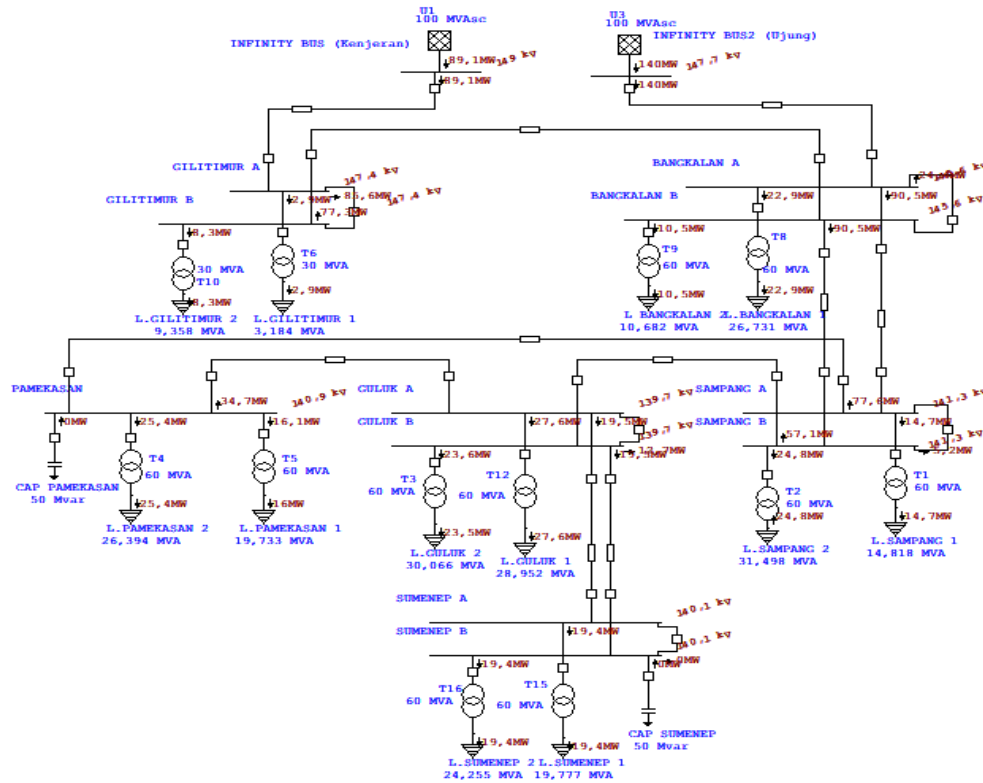 U1
100 MVAsc
U3
100 MVAsc
INFINITY BUS (Kenjeran)
INFINITY BUS2 (Ujung)
89,1MW
149 kv
89,1MW
140MW
147,7 kv
140MW
GILITIMUR A
147,4 kv
2,9MW
85,6MW
147,4 kv
GILITIMUR B
77,3MW
8,3MW
30 MVA
T10
T6
30 MVA
8,3MW
2,9MW
L.GILITIMUR 2
9,358 MVA
L.GILITIMUR 1
3,184 MVA
BANGKALAN A
22,9MW
90,5MW
BANGKALAN B
145,6 kv
10,5MW
90,5MW
T9
60 MVA
T8
60 MVA
10,5MW
22,9MW
L BANGKALAN 2
10,682 MVA
L.BANGKALAN 1
26,731 MVA
PAMEKASAN
34,7MW
140,9 kv
0MW
25,4MW
16,1MW
T4
60 MVA
T5
60 MVA
CAP PAMEKASAN
50 Mvar
25,4MW
16MW
L.PAMEKASAN 2
26,394 MVA
L.PAMEKASAN 1
19,733 MVA
GULUK A
139,7 kv
27,6MW
19,5MW
GULUK B
139,7 kv
23,6MW
19,5MW
T3
60 MVA
T12
60 MVA
23,5MW
27,6MW
L.GULUK 2
30,066 MVA
L.GULUK 1
28,952 MVA
SAMPANG A
77,6MW
141,3 kv
14,7MW
SAMPANG B
57,1MW
141,3 kv
24,8MW
5,2MW
T2
60 MVA
T1
60 MVA
24,8MW
14,7MW
L.SAMPANG 2
31,498 MVA
L.SAMPANG 1
14,818 MVA
SUMENEP A
140,1 kv
19,4MW
SUMENEP B
140,1 kv
19,4MW
0MW
0MW
T16
60 MVA
T15
60 MVA
CAP SUMENEP
50 Mvar
19,4MW
19,4MW
L.SUMENEP 2
24,255 MVA
L.SUMENEP 1
19,777 MVA